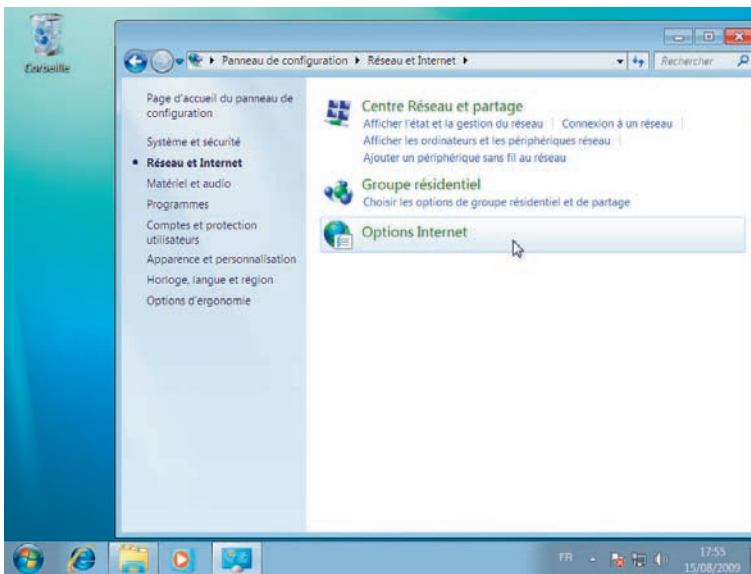 Corbeille
Panneau de configuration ▸ Réseau et Internet ▸
Rechercher
Page d'accueil du panneau de
configuration
Système et sécurité
Réseau et Internet
Matériel et audio
Programmes
Comptes et protection
utilisateurs
Apparence et personnalisation
Horloge, langue et région
Options d'ergonomie
Centre Réseau et partage
Afficher l'état et la gestion du réseau | Connexion à un réseau |
Afficher les ordinateurs et les périphériques réseau |
Ajouter un périphérique sans fil au réseau
Groupe résidentiel
Choisir les options de groupe résidentiel et de partage
Options Internet
FR
17:55
15/08/2009